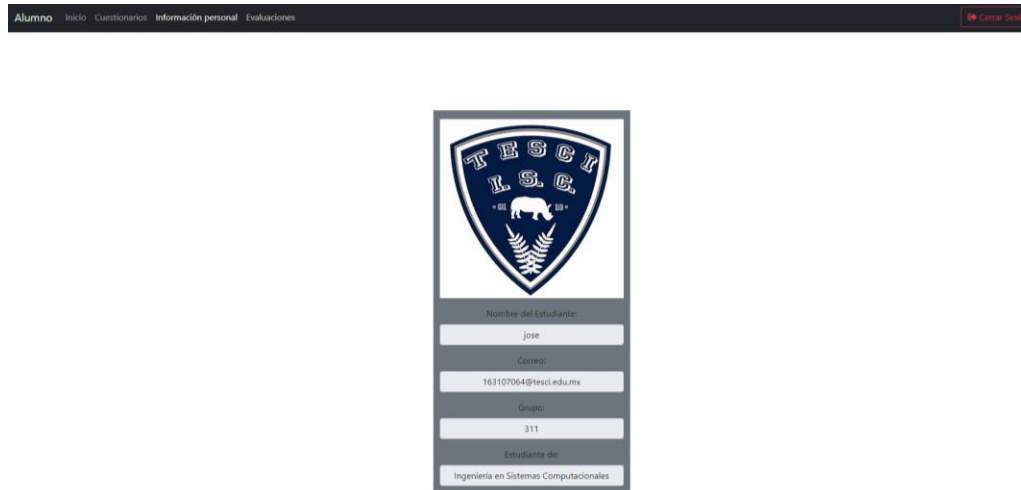 Alumno Inicio Cuestionarios Información personal Evaluaciones Cerrar Sesi
TESCI
I. S. C.
Nombre del Estudiante:
jose
Correo:
163107064@tesci.edu.mx
Grupo:
311
Estudiante de:
Ingeniería en Sistemas Computacionales